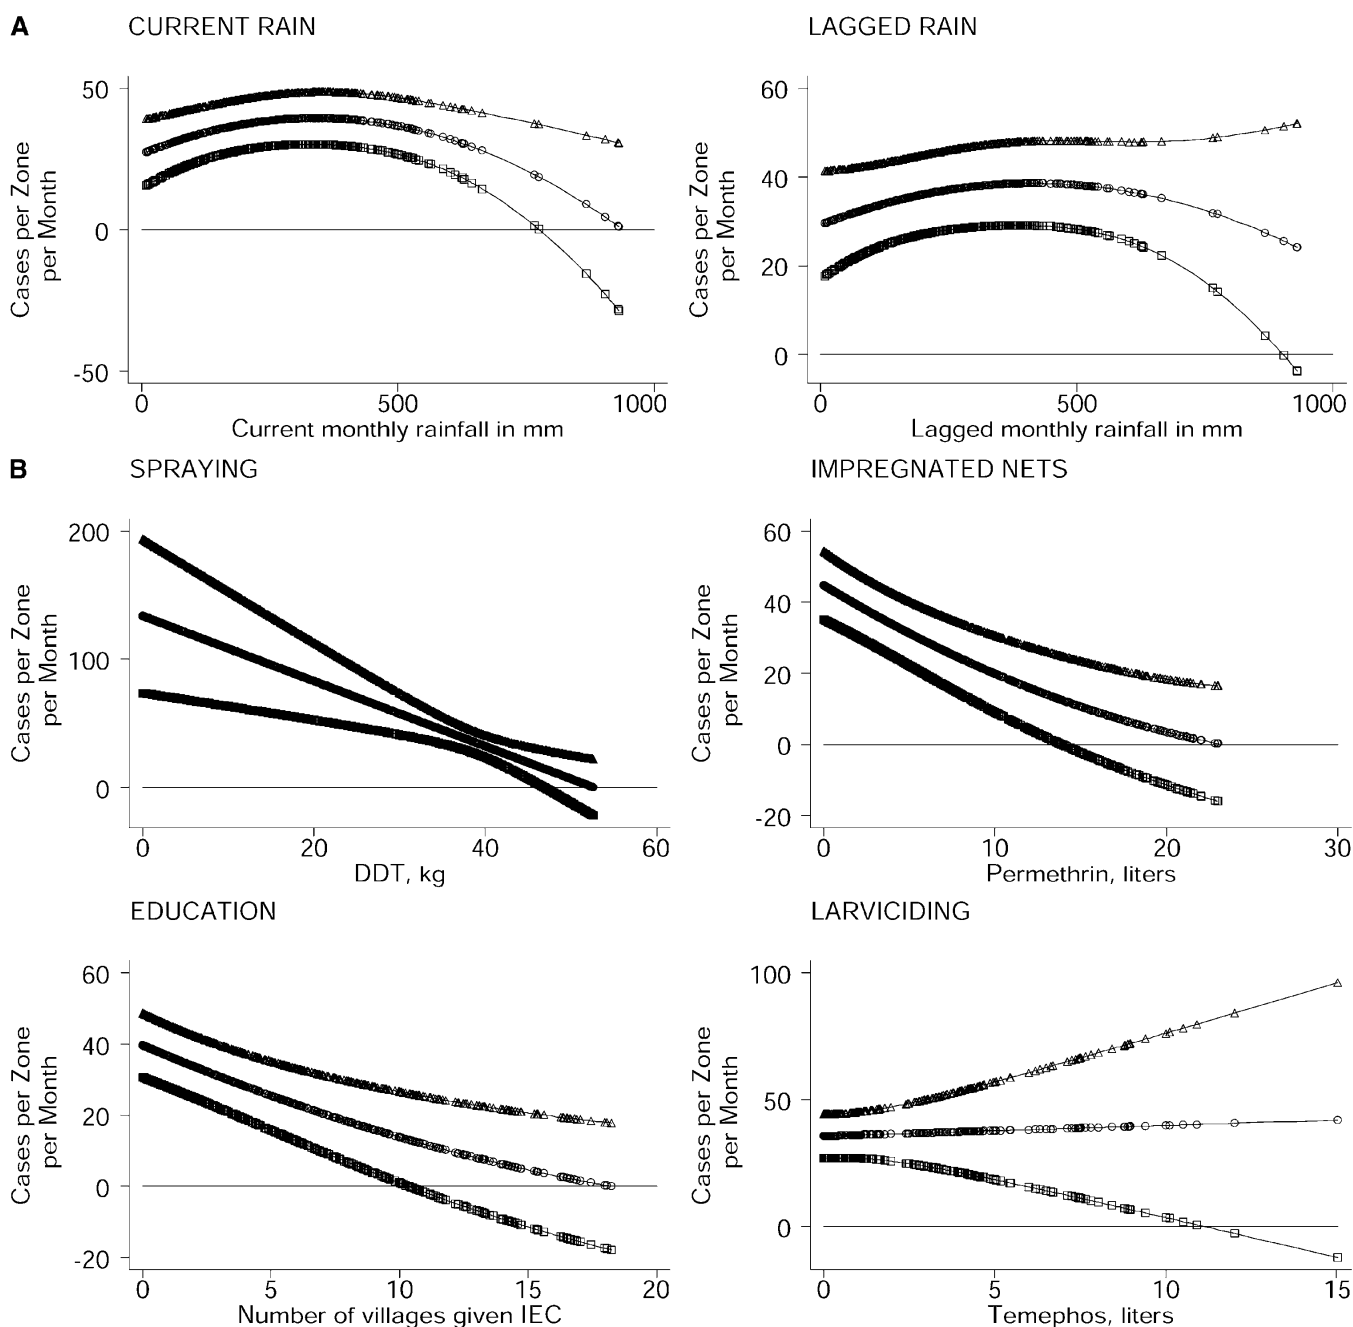 A
CURRENT RAIN
Cases per Zone
per Month
50
0
-50
0
500
1000
Current monthly rainfall in mm
LAGGED RAIN
Cases per Zone
per Month
60
40
20
0
0
500
1000
Lagged monthly rainfall in mm
B
SPRAYING
Cases per Zone
per Month
200
100
0
0
20
40
60
DDT, kg
IMPREGNATED NETS
Cases per Zone
per Month
60
40
20
0
-20
0
10
20
30
Permethrin, liters
EDUCATION
Cases per Zone
per Month
60
40
20
0
-20
0
5
10
15
20
Number of villages given IEC
LARVICIDING
Cases per Zone
per Month
100
50
0
0
5
10
15
Temephos, liters